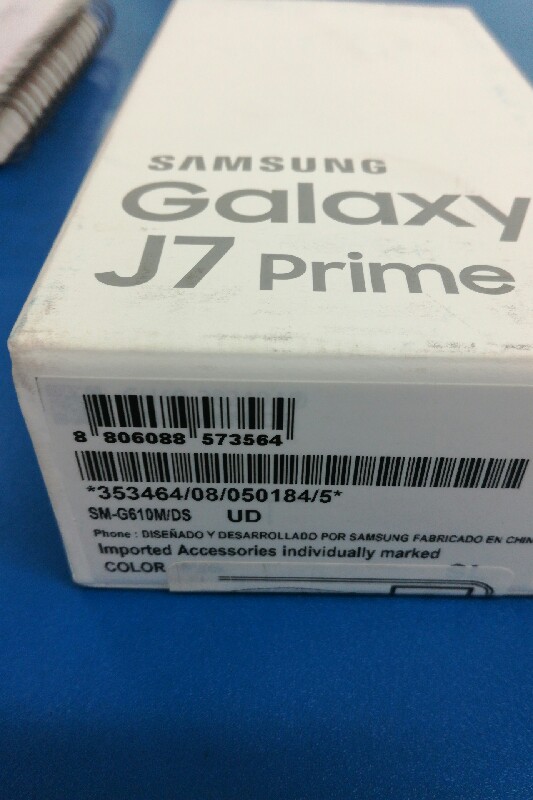 SAMSUNG
Galaxy
J7 Prime
8 806088 573564
*353464/08/050184/5*
SM-G610M/DS UD
Phone : DISEÑADO Y DESARROLLADO POR SAMSUNG FABRICADO EN CHIN
Imported Accessories individually marked
COLOR